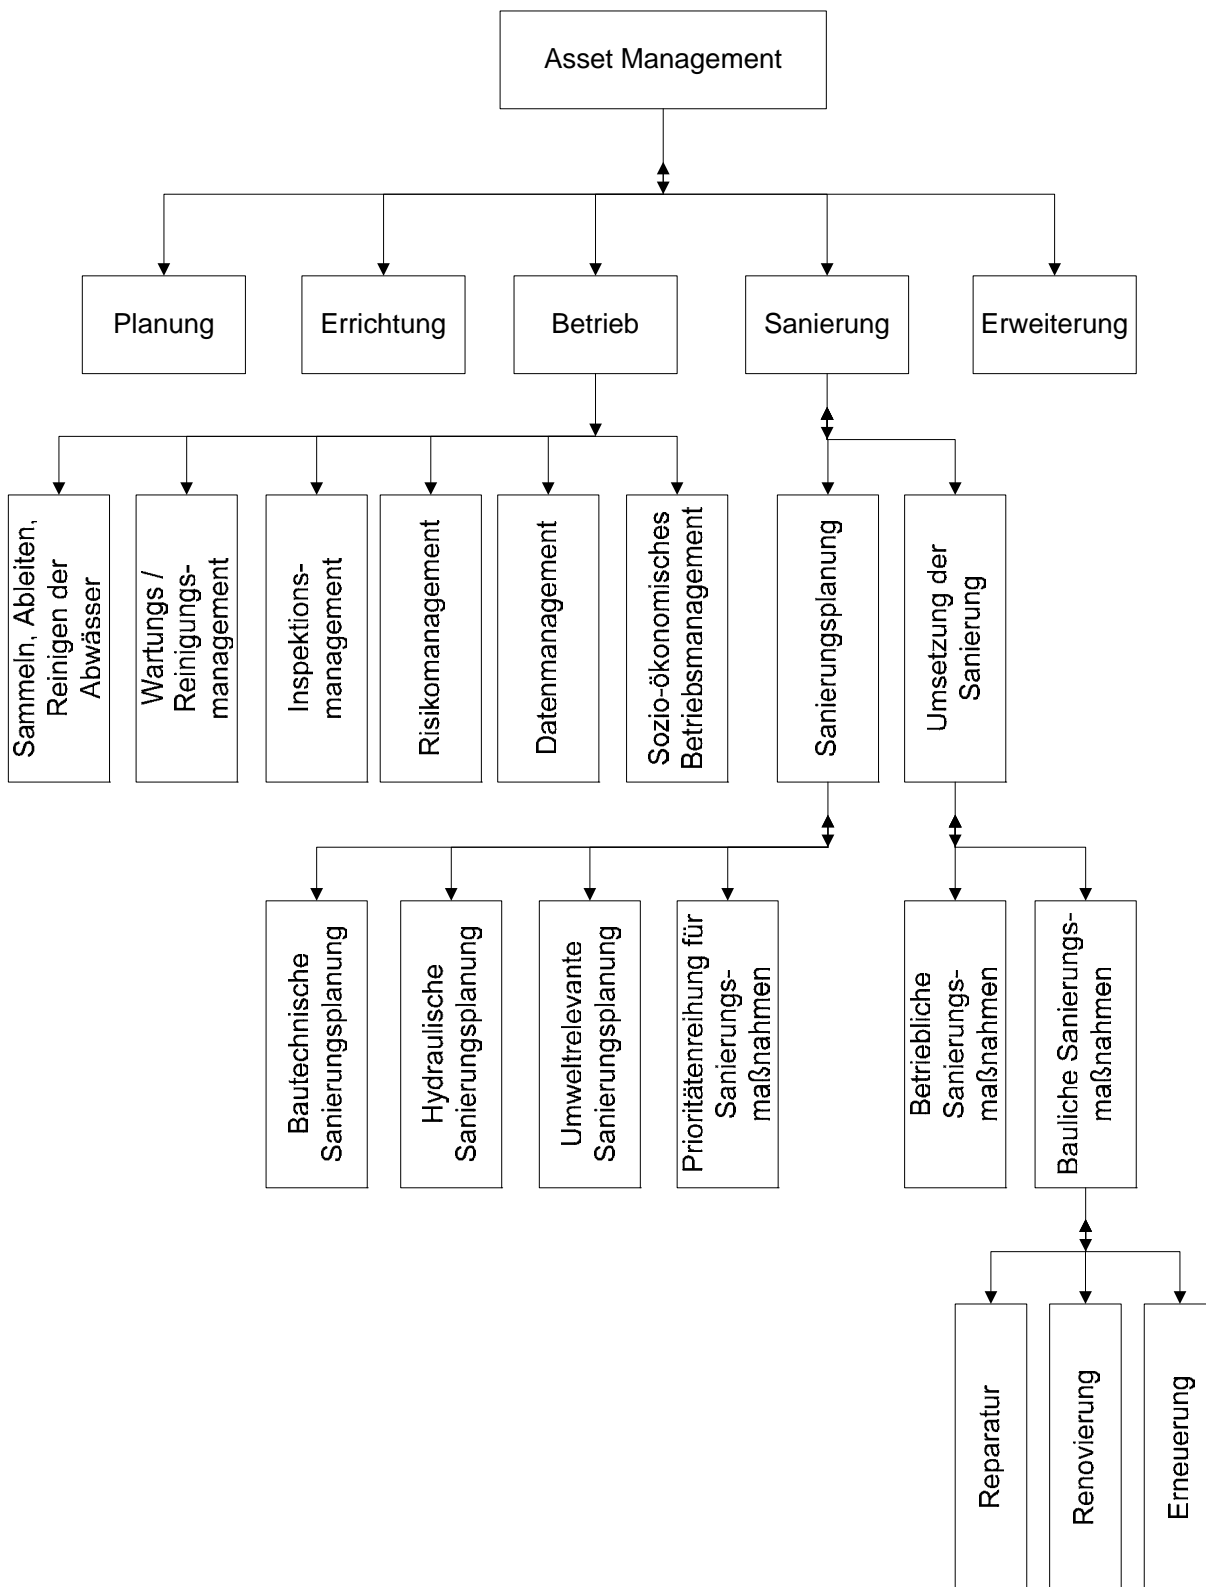 Asset Management
Planung
Errichtung
Betrieb
Sanierung
Erweiterung
Sammeln, Ableiten,
Reinigen der
Abwässer
Wartungs /
Reinigungs-
management
Inspektions-
management
Risikomanagement
Datenmanagement
Sozio-ökonomisches
Betriebsmanagement
Sanierungsplanung
Umsetzung der
Sanierung
Bautechnische
Sanierungsplanung
Hydraulische
Sanierungsplanung
Umweltrelevante
Sanierungsplanung
Prioritätenreihung für
Sanierungs-
maßnahmen
Betriebliche
Sanierungs-
maßnahmen
Bauliche Sanierungs-
maßnahmen
Reparatur
Renovierung
Erneuerung